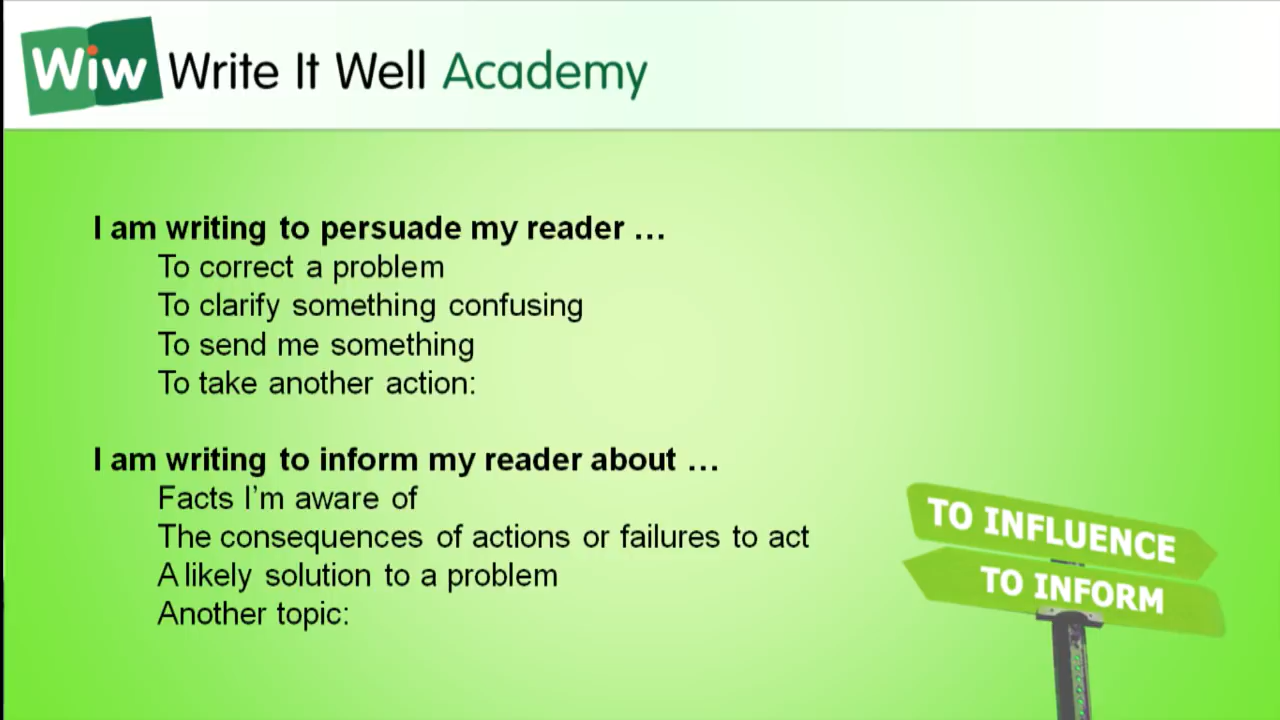 Wiw Write It Well Academy
I am writing to persuade my reader …
To correct a problem
To clarify something confusing
To send me something
To take another action:
I am writing to inform my reader about …
Facts I’m aware of
The consequences of actions or failures to act
A likely solution to a problem
Another topic:
TO INFLUENCE
TO INFORM